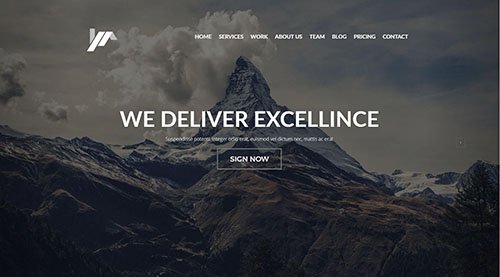 HOME SERVICES WORK ABOUT US TEAM BLOG PRICING CONTACT
WE DELIVER EXCELLINCE
Suspendisse potenti. Integer odio erat, euismod vel dictum nec, mattis ac erat
SIGN NOW